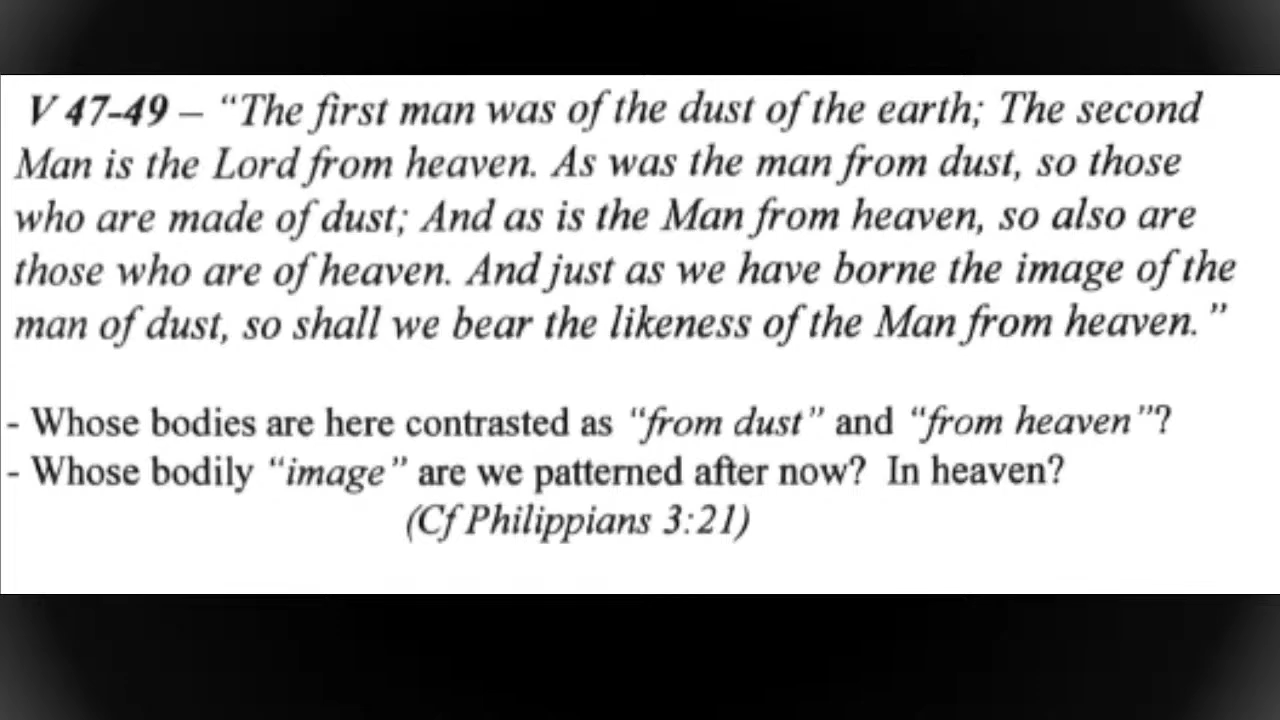 V 47-49 – “The first man was of the dust of the earth; The second
Man is the Lord from heaven. As was the man from dust, so those
who are made of dust; And as is the Man from heaven, so also are
those who are of heaven. And just as we have borne the image of the
man of dust, so shall we bear the likeness of the Man from heaven.”
- Whose bodies are here contrasted as “from dust” and “from heaven”?
- Whose bodily “image” are we patterned after now? In heaven?
(Cf Philippians 3:21)